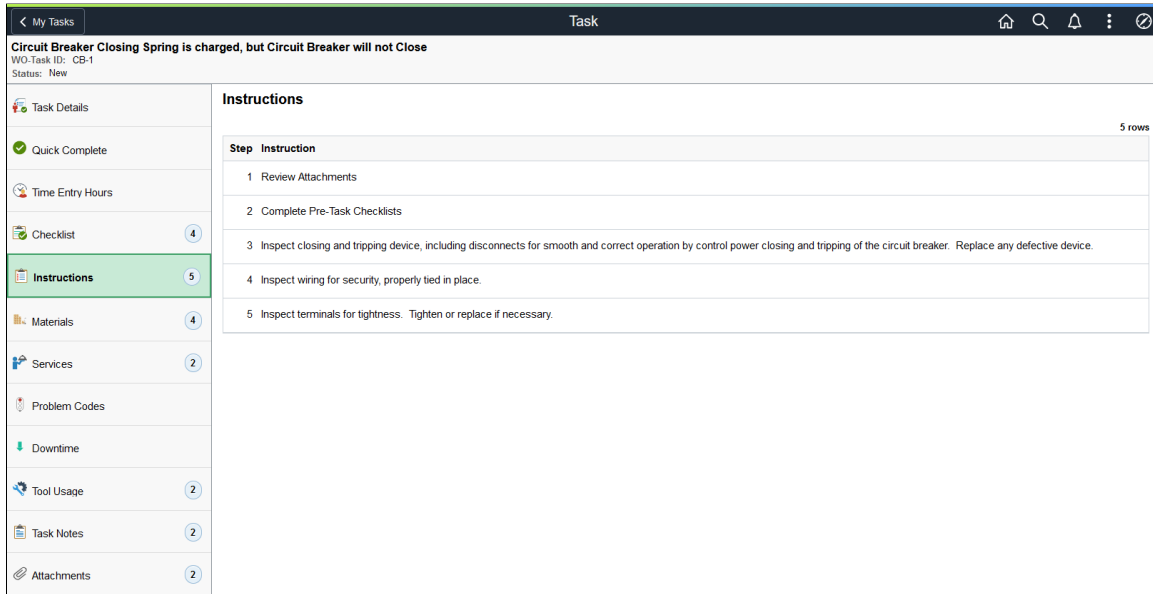 My Tasks
Task
Circuit Breaker Closing Spring is charged, but Circuit Breaker will not Close
WO-Task ID: CB-1
Status: New
Task Details
Quick Complete
Time Entry Hours
Checklist 4
Instructions 5
Materials 4
Services 2
Problem Codes
Downtime
Tool Usage 2
Task Notes 2
Attachments 2
Instructions
5 rows
Step Instruction
1 Review Attachments
2 Complete Pre-Task Checklists
3 Inspect closing and tripping device, including disconnects for smooth and correct operation by control power closing and tripping of the circuit breaker. Replace any defective device.
4 Inspect wiring for security, properly tied in place.
5 Inspect terminals for tightness. Tighten or replace if necessary.